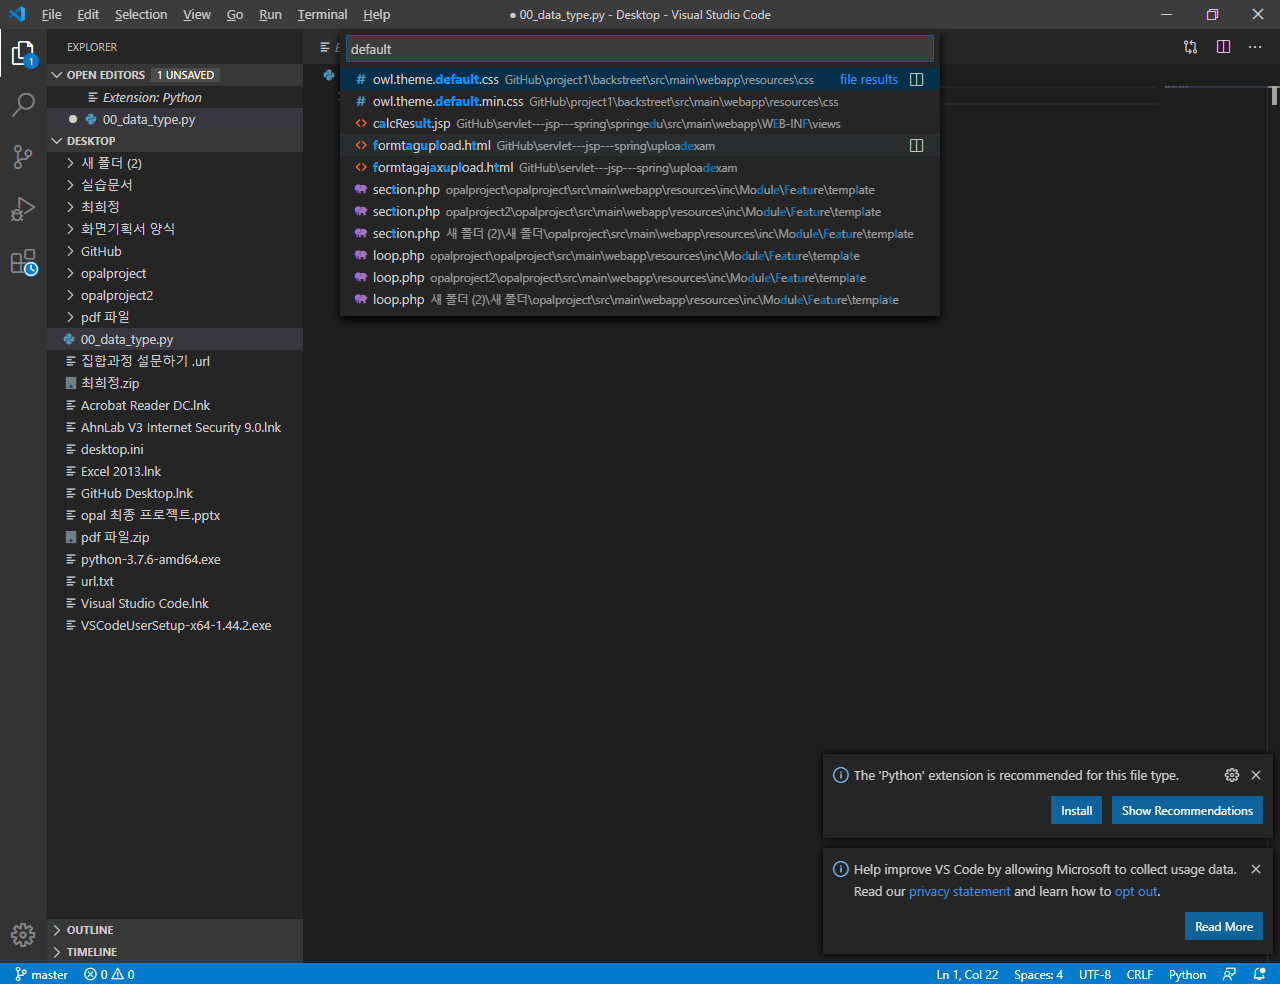 File Edit Selection View Go Run Terminal Help
● 00_data_type.py - Desktop - Visual Studio Code
EXPLORER
OPEN EDITORS 1 UNSAVED
Extension: Python
00_data_type.py
DESKTOP
새 폴더 (2)
실습문서
최희정
화면기획서 양식
GitHub
opalproject
opalproject2
pdf 파일
00_data_type.py
집합과정 설문하기 .url
최희정.zip
Acrobat Reader DC.lnk
AhnLab V3 Internet Security 9.0.lnk
desktop.ini
Excel 2013.lnk
GitHub Desktop.lnk
opal 최종 프로젝트.pptx
pdf 파일.zip
python-3.7.6-amd64.exe
url.txt
Visual Studio Code.lnk
VSCodeUserSetup-x64-1.44.2.exe
OUTLINE
TIMELINE
default
owl.theme.default.css GitHub\project1\backstreet\src\main\webapp\resources\css file results
owl.theme.default.min.css GitHub\project1\backstreet\src\main\webapp\resources\css
calcResult.jsp GitHub\servlet---jsp---spring\springedu\src\main\webapp\WEB-INF\views
formtagupload.html GitHub\servlet---jsp---spring\uploadexam
formtagajaxupload.html GitHub\servlet---jsp---spring\uploadexam
section.php opalproject\opalproject\src\main\webapp\resources\inc\Module\Feature\template
section.php opalproject2\opalproject\src\main\webapp\resources\inc\Module\Feature\template
section.php 새 폴더 (2)\새 폴더\opalproject\src\main\webapp\resources\inc\Module\Feature\template
loop.php opalproject\opalproject\src\main\webapp\resources\inc\Module\Feature\template
loop.php opalproject2\opalproject\src\main\webapp\resources\inc\Module\Feature\template
loop.php 새 폴더 (2)\새 폴더\opalproject\src\main\webapp\resources\inc\Module\Feature\template
The 'Python' extension is recommended for this file type.
Install Show Recommendations
Help improve VS Code by allowing Microsoft to collect usage data.
Read our privacy statement and learn how to opt out.
Read More
master 0 0 Ln 1, Col 22 Spaces: 4 UTF-8 CRLF Python